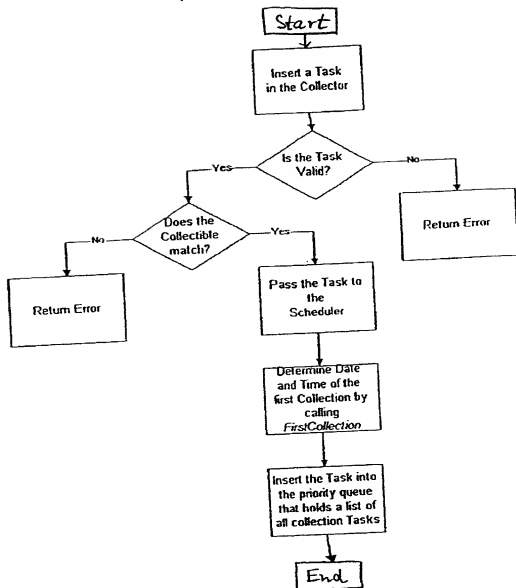 Start
Insert a Task
in the Collector
Is the Task
Valid?
Yes
No
Does the
Collectible
match?
Return Error
No
Yes
Return Error
Pass the Task to
the
Scheduler
Determine Date
and Time of the
first Collection by
calling
FirstCollection
Insert the Task into
the priority queue
that holds a list of
all collection Tasks
End